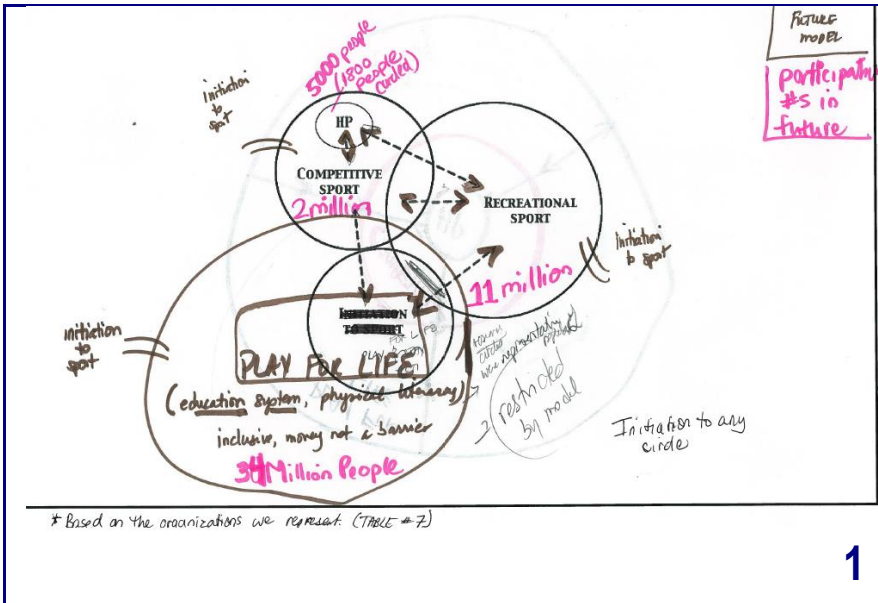 FUTURE
MODEL
participation
#s in
future
5000 people
(1800
people
carded)
Initiation
to
sport
HP
COMPETITIVE
SPORT
2 million
RECREATIONAL
SPORT
11 million
Initiation
to sport
INITIATION
TO SPORT
initiation
to
sport
PLAY FOR LIFE
(education system, physical literacy)
inclusive, money not a barrier
34 Million People
were representative
restricted
by model
Initiation to any
circle
* Based on the organizations we represent. (TABLE #7)
1